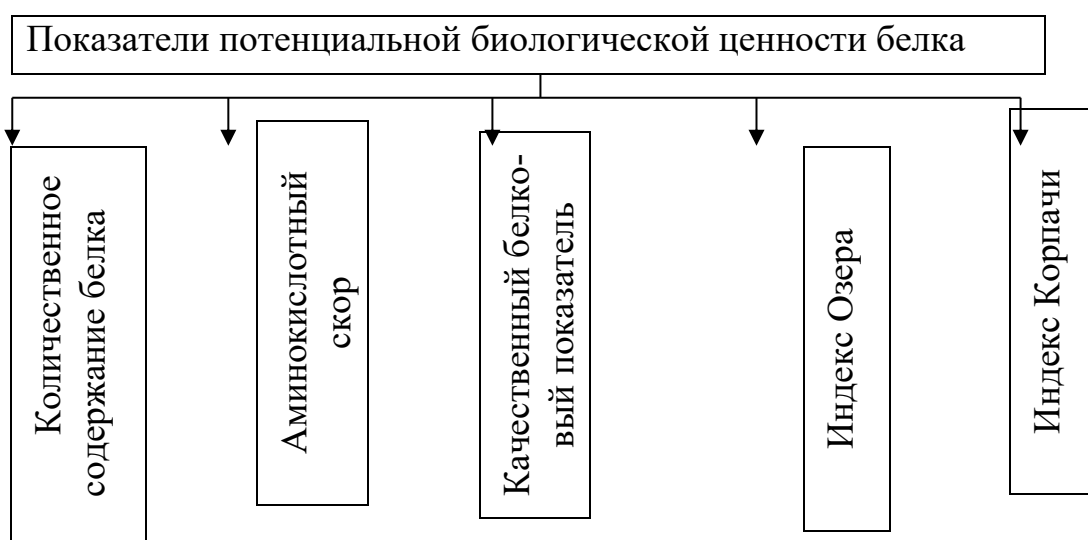 Показатели потенциальной биологической ценности белка
Количественное
содержание белка
Аминокислотный
скор
Качественный белко-
вый показатель
Индекс Озера
Индекс Корпачи